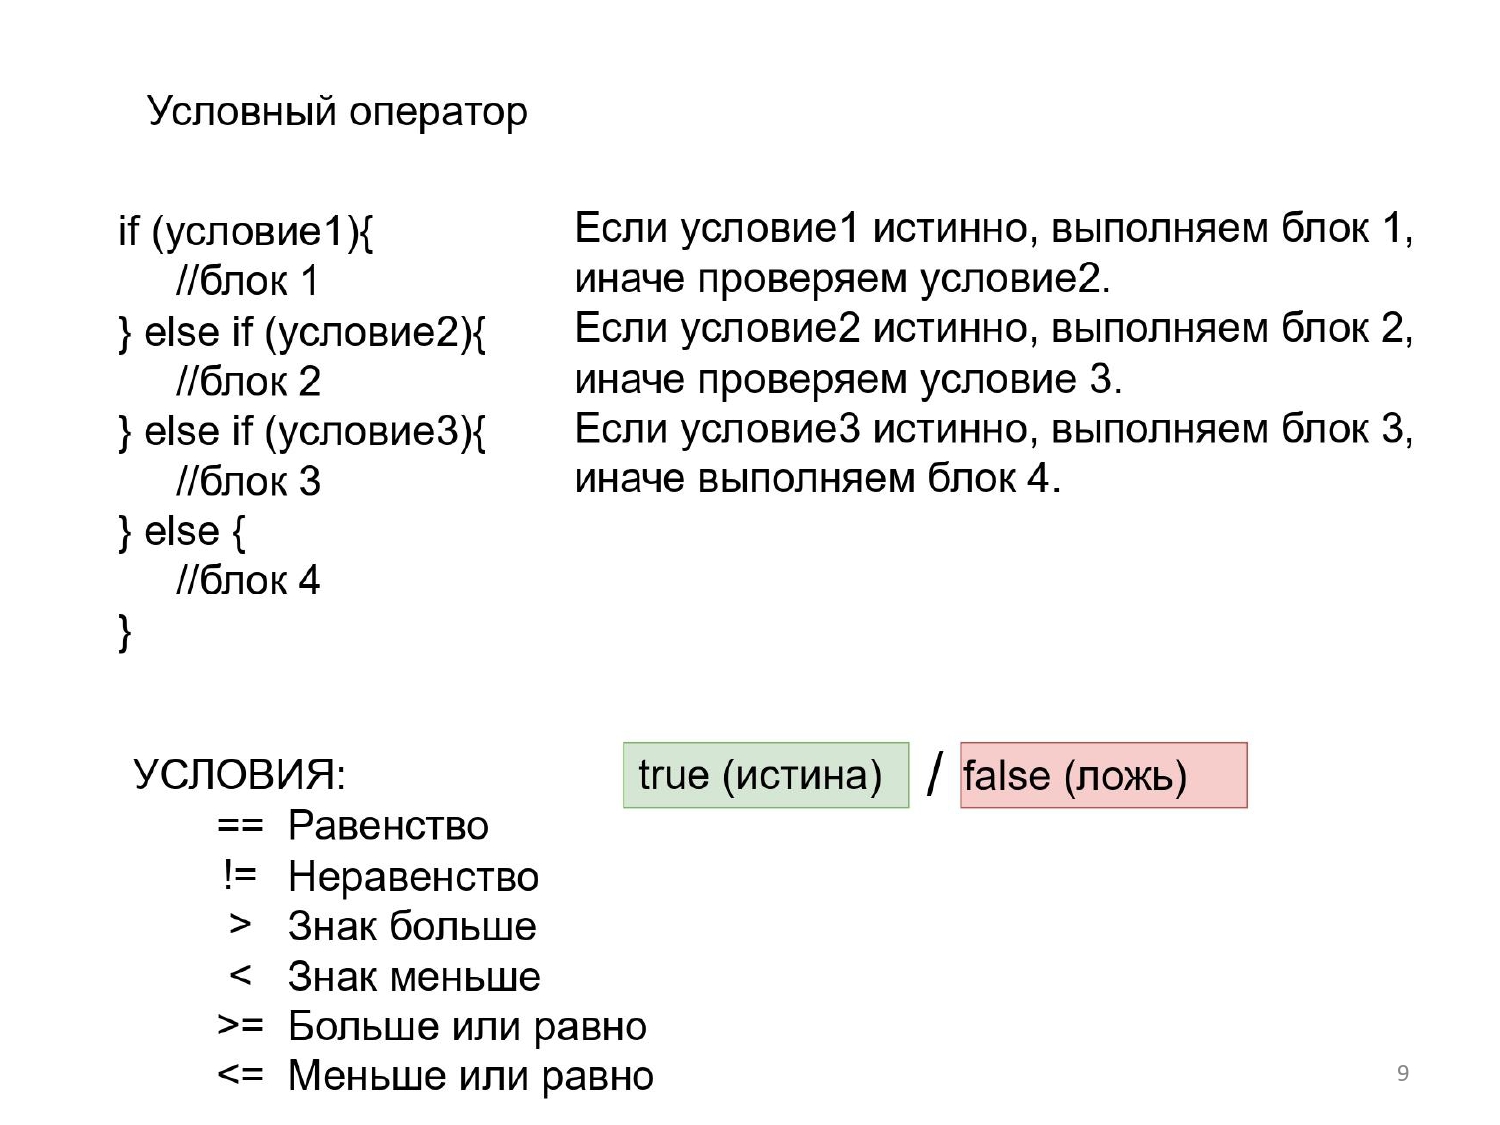 Условный оператор
if (условие1){
//блок 1
} else if (условие2){
//блок 2
} else if (условие3){
//блок 3
} else {
//блок 4
}
Если условие1 истинно, выполняем блок 1,
иначе проверяем условие2.
Если условие2 истинно, выполняем блок 2,
иначе проверяем условие 3.
Если условие3 истинно, выполняем блок 3,
иначе выполняем блок 4.
УСЛОВИЯ:
== Равенство
!= Неравенство
> Знак больше
< Знак меньше
>= Больше или равно
<= Меньше или равно
true (истина) / false (ложь)
9